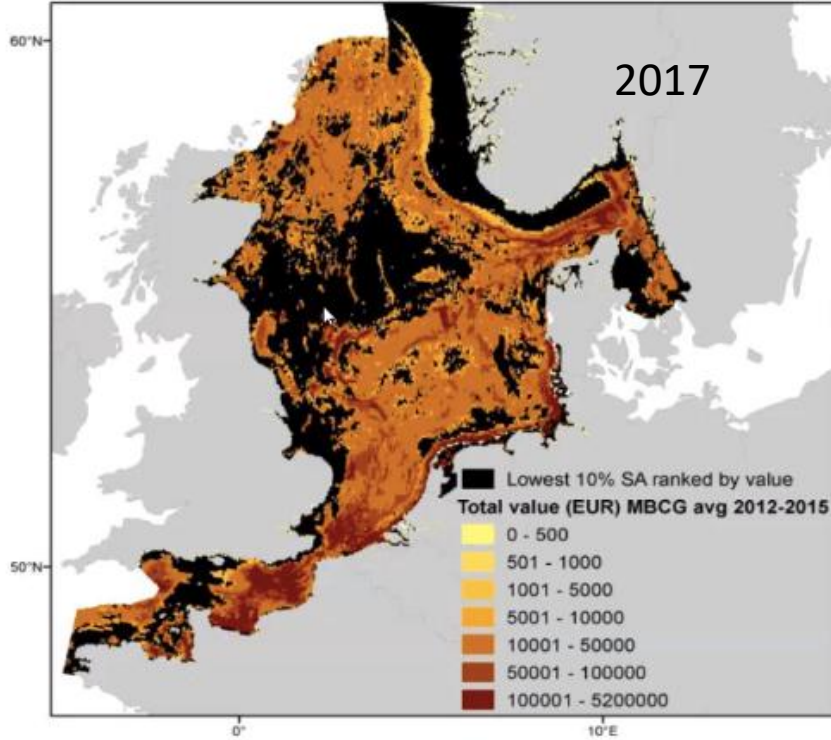 60°N
2017
Lowest 10% SA ranked by value
Total value (EUR) MBCG avg 2012-2015
0 - 500
501 - 1000
1001 - 5000
5001 - 10000
50°N
10001 - 50000
50001 - 100000
100001 - 5200000
0°
10°E